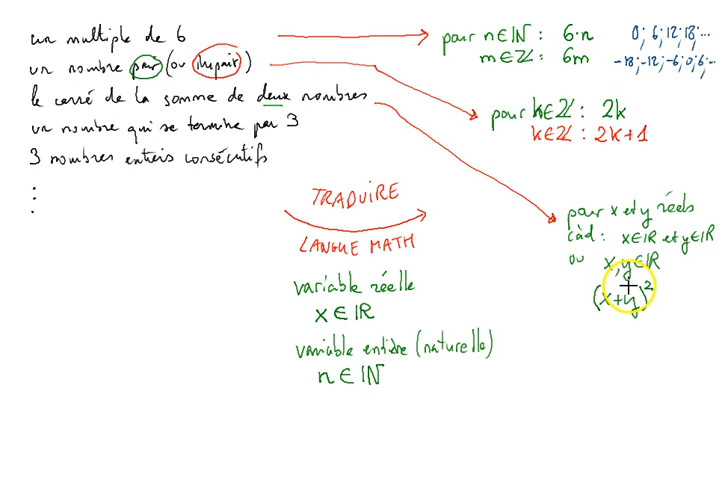 un multiple de 6
un nombre pair (ou impair)
le carré de la somme de deux nombres
un nombre qui se termine par 3
3 nombres entiers consécutifs
pour n∈ℕ : 6·n
0 ; 6 ; 12 ; 18 ; ...
m∈ℤ : 6m
-18 ; -12 ; -6 ; 0 ; 6 ...
pour k∈ℤ : 2k
k∈ℤ : 2k+1
pour x et y réels
càd : x∈ℝ et y∈ℝ
ou x,y∈ℝ
(x+y)²
TRADUIRE
LANGUE MATH
variable réelle
x ∈ ℝ
variable entière (naturelle)
n ∈ ℕ